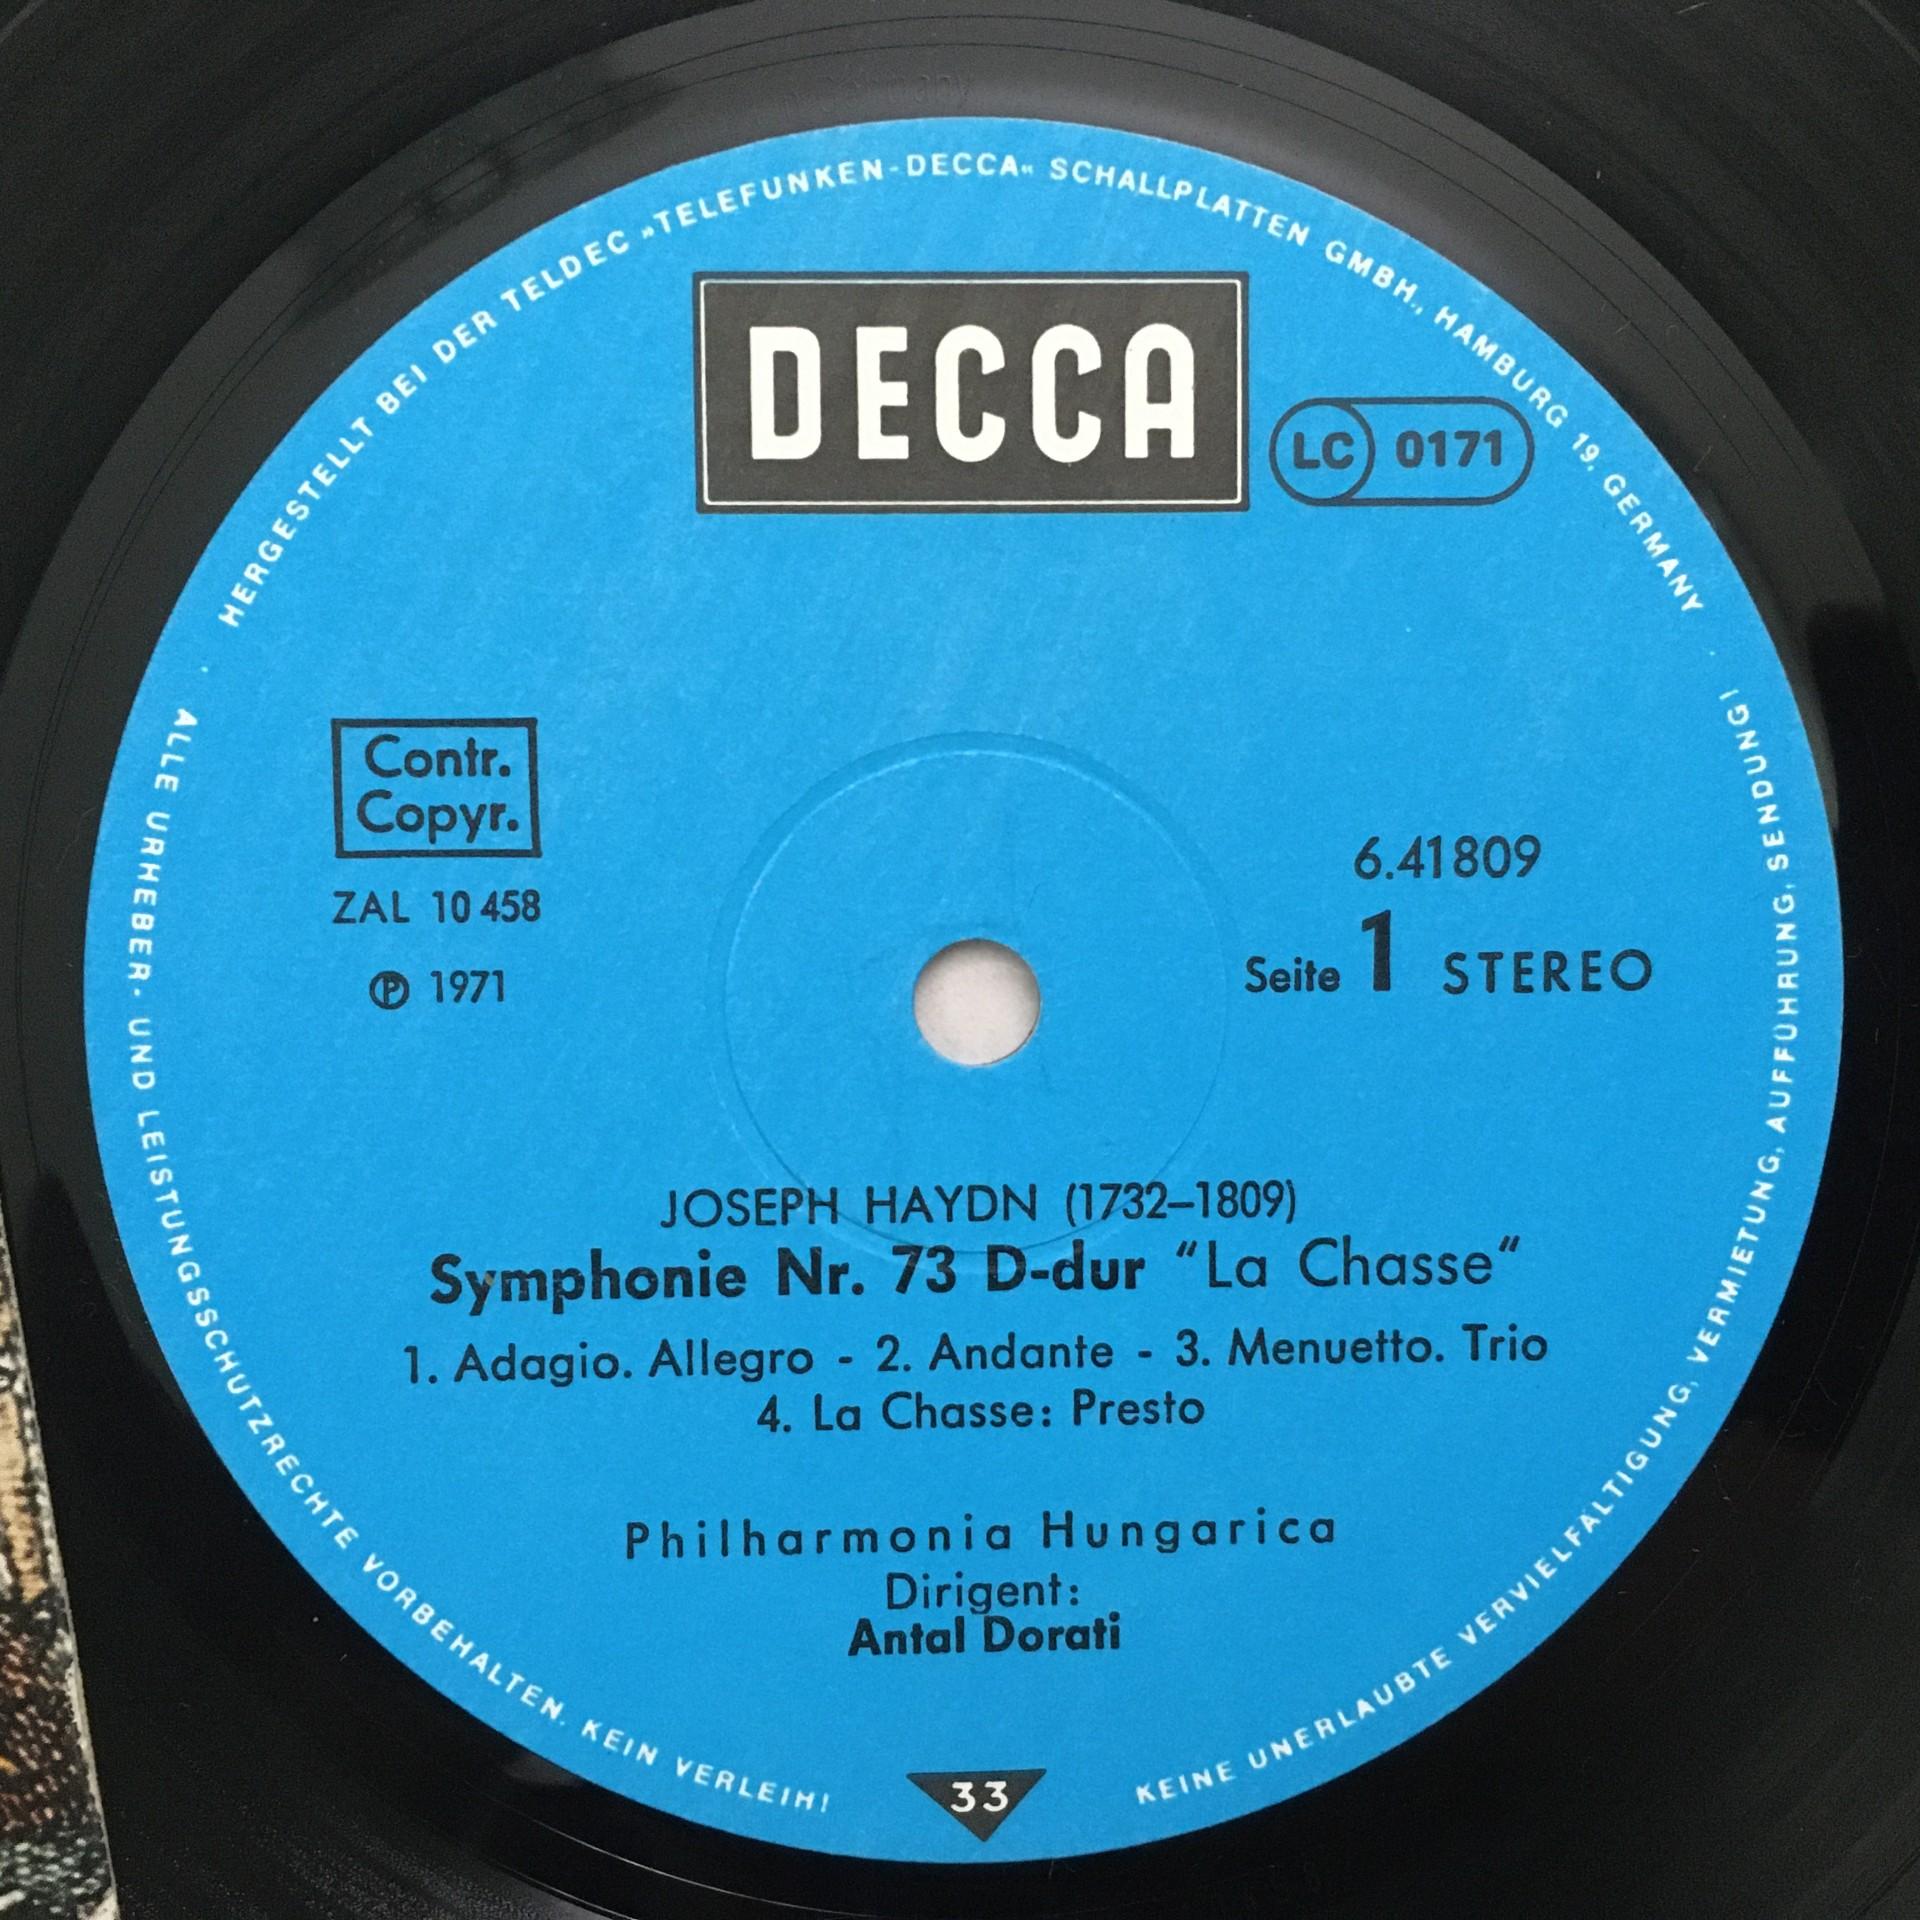 HERGESTELLT BEI DER TELDEC »TELEFUNKEN-DECCA« SCHALLPLATTEN GMBH., HAMBURG 19, GERMANY
DECCA
LC 0171
Contr.
Copyr.
ZAL 10 458
℗ 1971
6.41809
Seite 1 STEREO
JOSEPH HAYDN (1732–1809)
Symphonie Nr. 73 D-dur “La Chasse“
1. Adagio. Allegro - 2. Andante - 3. Menuetto. Trio
4. La Chasse: Presto
Philharmonia Hungarica
Dirigent:
Antal Dorati
33
ALLE URHEBER- UND LEISTUNGSSCHUTZRECHTE VORBEHALTEN. KEIN VERLEIH!
KEINE UNERLAUBTE VERVIELFÄLTIGUNG, VERMIETUNG, AUFFÜHRUNG, SENDUNG!